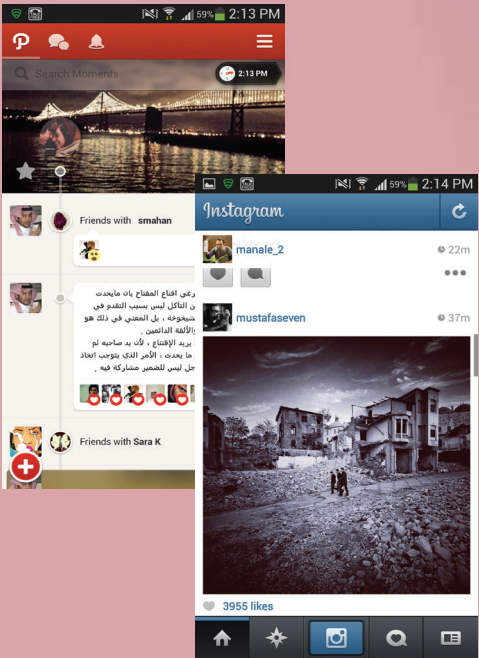 59% 2:13 PM
Search Moments
2:13 PM
Friends with smahan
رغي اقناع المفتاح بان مايحدث
ن التآكل ليس بسبب التقدم في
شيخوخة ، بل المعني في ذلك هو
والألفة الدائمين .
يريد الإقتناع ، لأن يد صاحبه لم
ما يحدث ، الأمر الذي يتوجب اتخاذ
جل ليس للضمير مشاركة فيه .
Friends with Sara K
59% 2:14 PM
Instagram
manale_2 22m
mustafaseven 37m
3955 likes